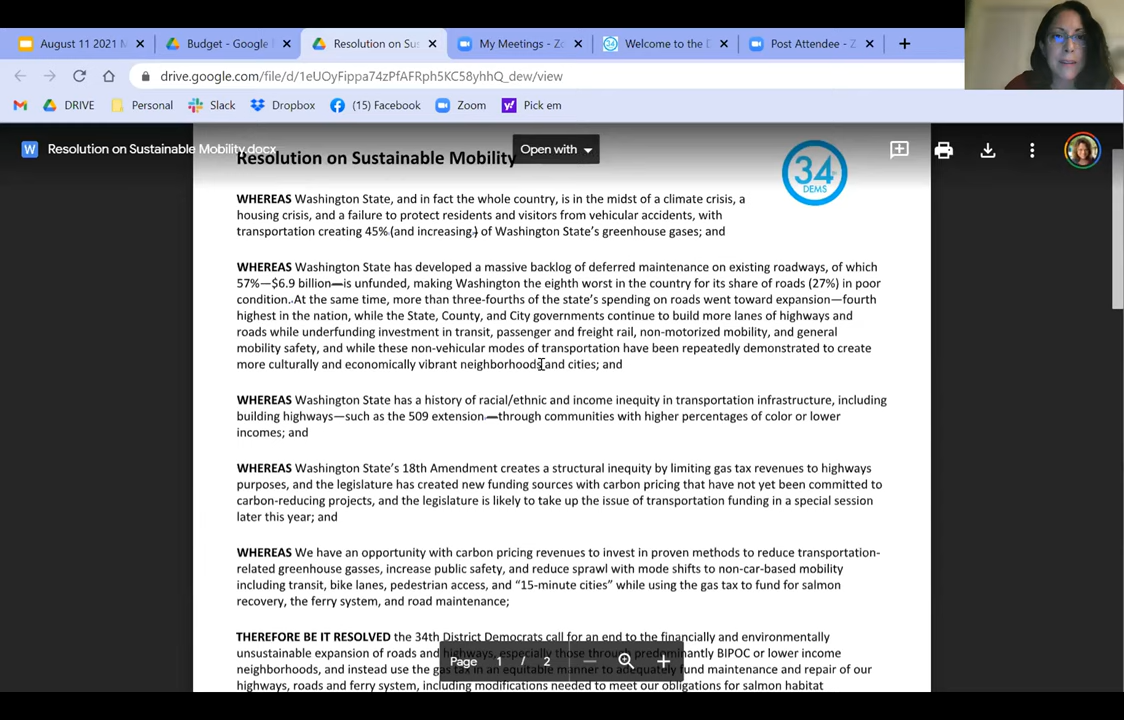 August 11 2021 M
Budget - Google
Resolution on Sus
My Meetings - Zo
Welcome to the D
Post Attendee - Z
drive.google.com/file/d/1eUOyFippa74zPfAFRph5KC58yhhQ_dew/view
DRIVE
Personal
Slack
Dropbox
(15) Facebook
Zoom
Pick em
Resolution on Sustainable Mobility.docx
Open with
Resolution on Sustainable Mobility
34
DEMS
WHEREAS Washington State, and in fact the whole country, is in the midst of a climate crisis, a
housing crisis, and a failure to protect residents and visitors from vehicular accidents, with
transportation creating 45% (and increasing) of Washington State's greenhouse gases; and
WHEREAS Washington State has developed a massive backlog of deferred maintenance on existing roadways, of which
57%—$6.9 billion—is unfunded, making Washington the eighth worst in the country for its share of roads (27%) in poor
condition. At the same time, more than three-fourths of the state's spending on roads went toward expansion—fourth
highest in the nation, while the State, County, and City governments continue to build more lanes of highways and
roads while underfunding investment in transit, passenger and freight rail, non-motorized mobility, and general
mobility safety, and while these non-vehicular modes of transportation have been repeatedly demonstrated to create
more culturally and economically vibrant neighborhoods and cities; and
WHEREAS Washington State has a history of racial/ethnic and income inequity in transportation infrastructure, including
building highways—such as the 509 extension —through communities with higher percentages of color or lower
incomes; and
WHEREAS Washington State's 18th Amendment creates a structural inequity by limiting gas tax revenues to highways
purposes, and the legislature has created new funding sources with carbon pricing that have not yet been committed to
carbon-reducing projects, and the legislature is likely to take up the issue of transportation funding in a special session
later this year; and
WHEREAS We have an opportunity with carbon pricing revenues to invest in proven methods to reduce transportation-
related greenhouse gasses, increase public safety, and reduce sprawl with mode shifts to non-car-based mobility
including transit, bike lanes, pedestrian access, and "15-minute cities" while using the gas tax to fund for salmon
recovery, the ferry system, and road maintenance;
THEREFORE BE IT RESOLVED the 34th District Democrats call for an end to the financially and environmentally
unsustainable expansion of roads and highways, especially those through predominantly BIPOC or lower income
neighborhoods, and instead use the gas tax in an equitable manner to adequately fund maintenance and repair of our
highways, roads and ferry system, including modifications needed to meet our obligations for salmon habitat
Page 1 / 2